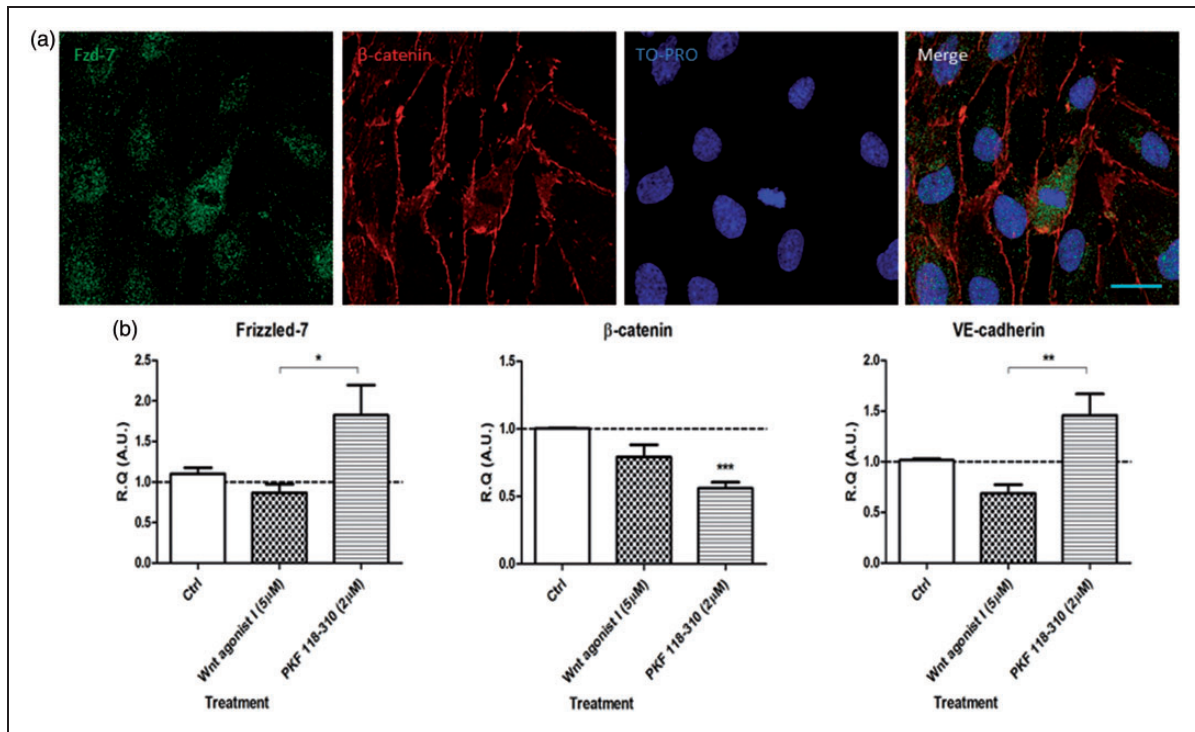 (a)
Fzd-7
β-catenin
TO-PRO
Merge
(b)
Frizzled-7
*
2.5
2.0
1.5
1.0
0.5
0.0
R.Q (A.U.)
Ctrl
Wnt agonist I (5μM)
PKF 118-310 (2μM)
Treatment
β-catenin
***
1.5
1.0
0.5
0.0
R.Q (A.U.)
Ctrl
Wnt agonist I (5μM)
PKF 118-310 (2μM)
Treatment
VE-cadherin
**
2.0
1.5
1.0
0.5
0.0
R.Q (A.U.)
Ctrl
Wnt agonist I (5μM)
PKF 118-310 (2μM)
Treatment